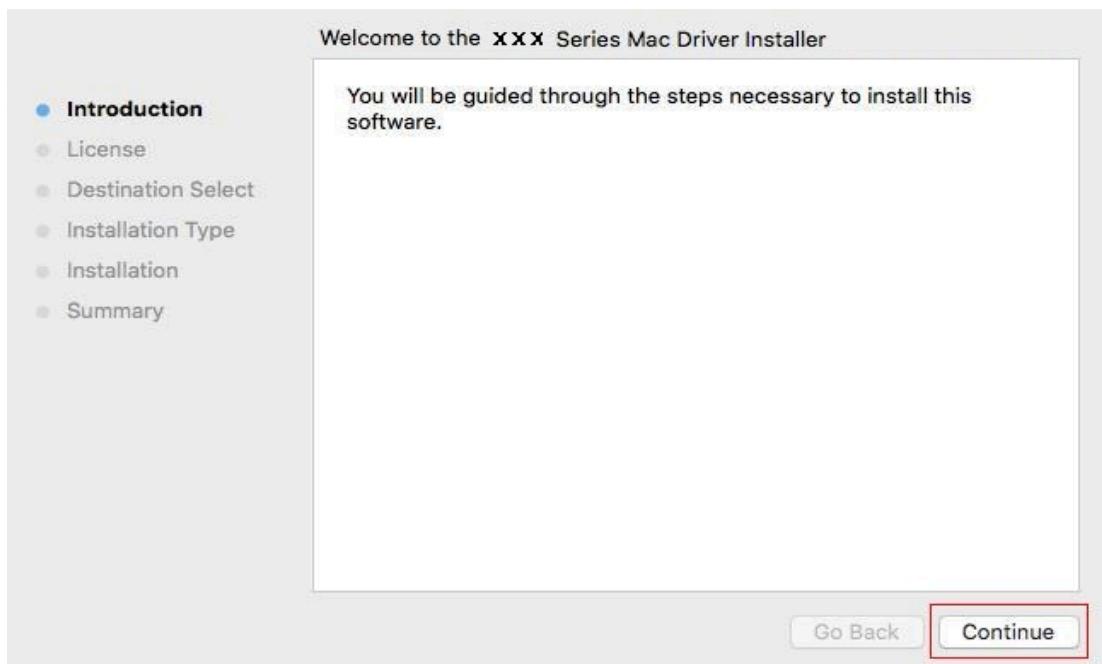 Welcome to the XXX Series Mac Driver Installer
Introduction
License
Destination Select
Installation Type
Installation
Summary
You will be guided through the steps necessary to install this
software.
Go Back
Continue